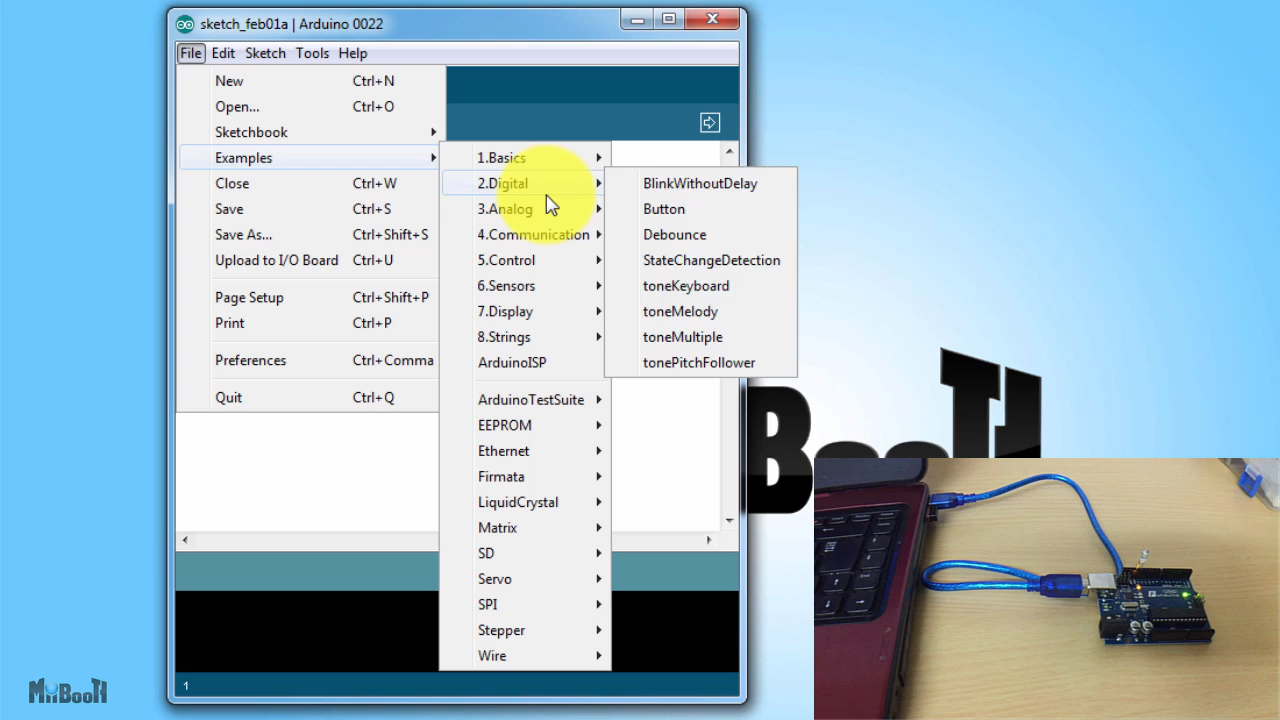 sketch_feb01a | Arduino 0022
File Edit Sketch Tools Help
New Ctrl+N
Open... Ctrl+O
Sketchbook
Examples
Close Ctrl+W
Save Ctrl+S
Save As... Ctrl+Shift+S
Upload to I/O Board Ctrl+U
Page Setup Ctrl+Shift+P
Print Ctrl+P
Preferences Ctrl+Comma
Quit Ctrl+Q
1.Basics
2.Digital
3.Analog
4.Communication
5.Control
6.Sensors
7.Display
8.Strings
ArduinoISP
ArduinoTestSuite
EEPROM
Ethernet
Firmata
LiquidCrystal
Matrix
SD
Servo
SPI
Stepper
Wire
BlinkWithoutDelay
Button
Debounce
StateChangeDetection
toneKeyboard
toneMelody
toneMultiple
tonePitchFollower
1
MiiBooTH